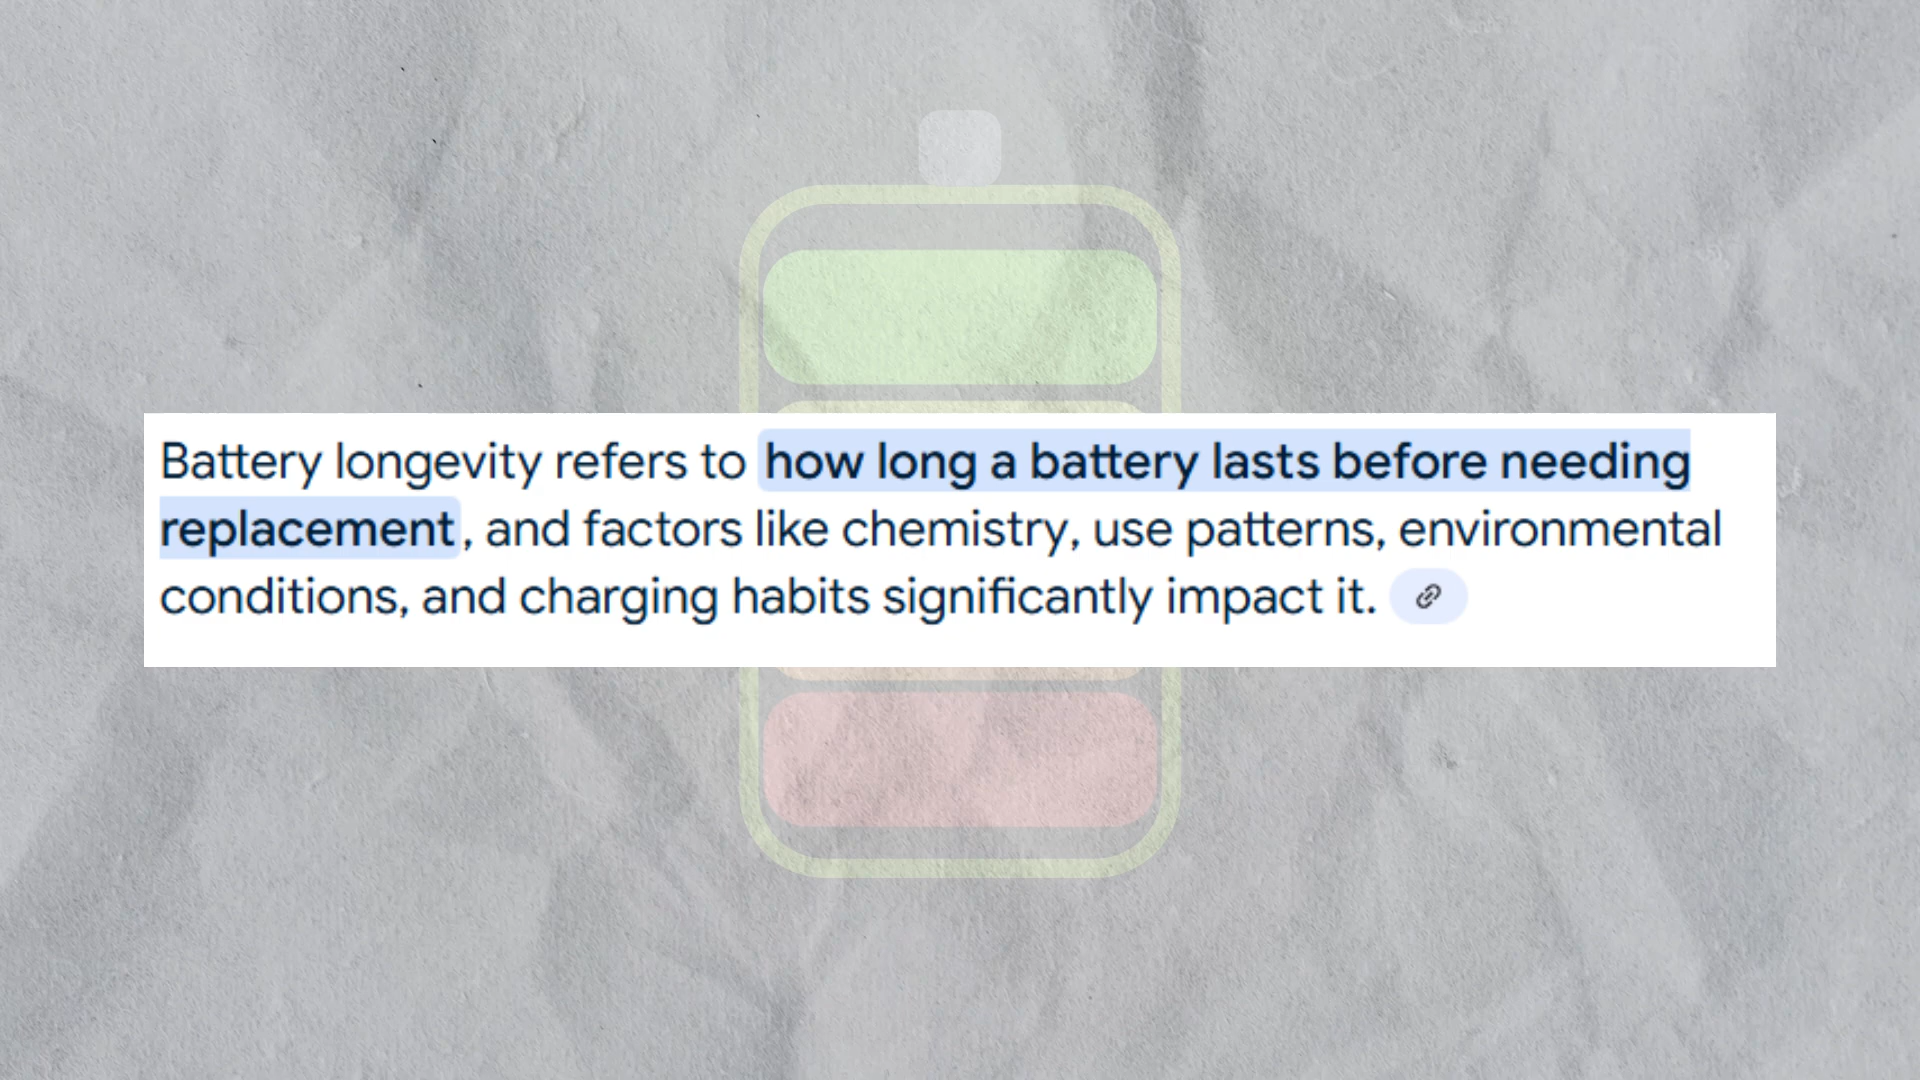 Battery longevity refers to how long a battery lasts before needing
replacement, and factors like chemistry, use patterns, environmental
conditions, and charging habits significantly impact it.